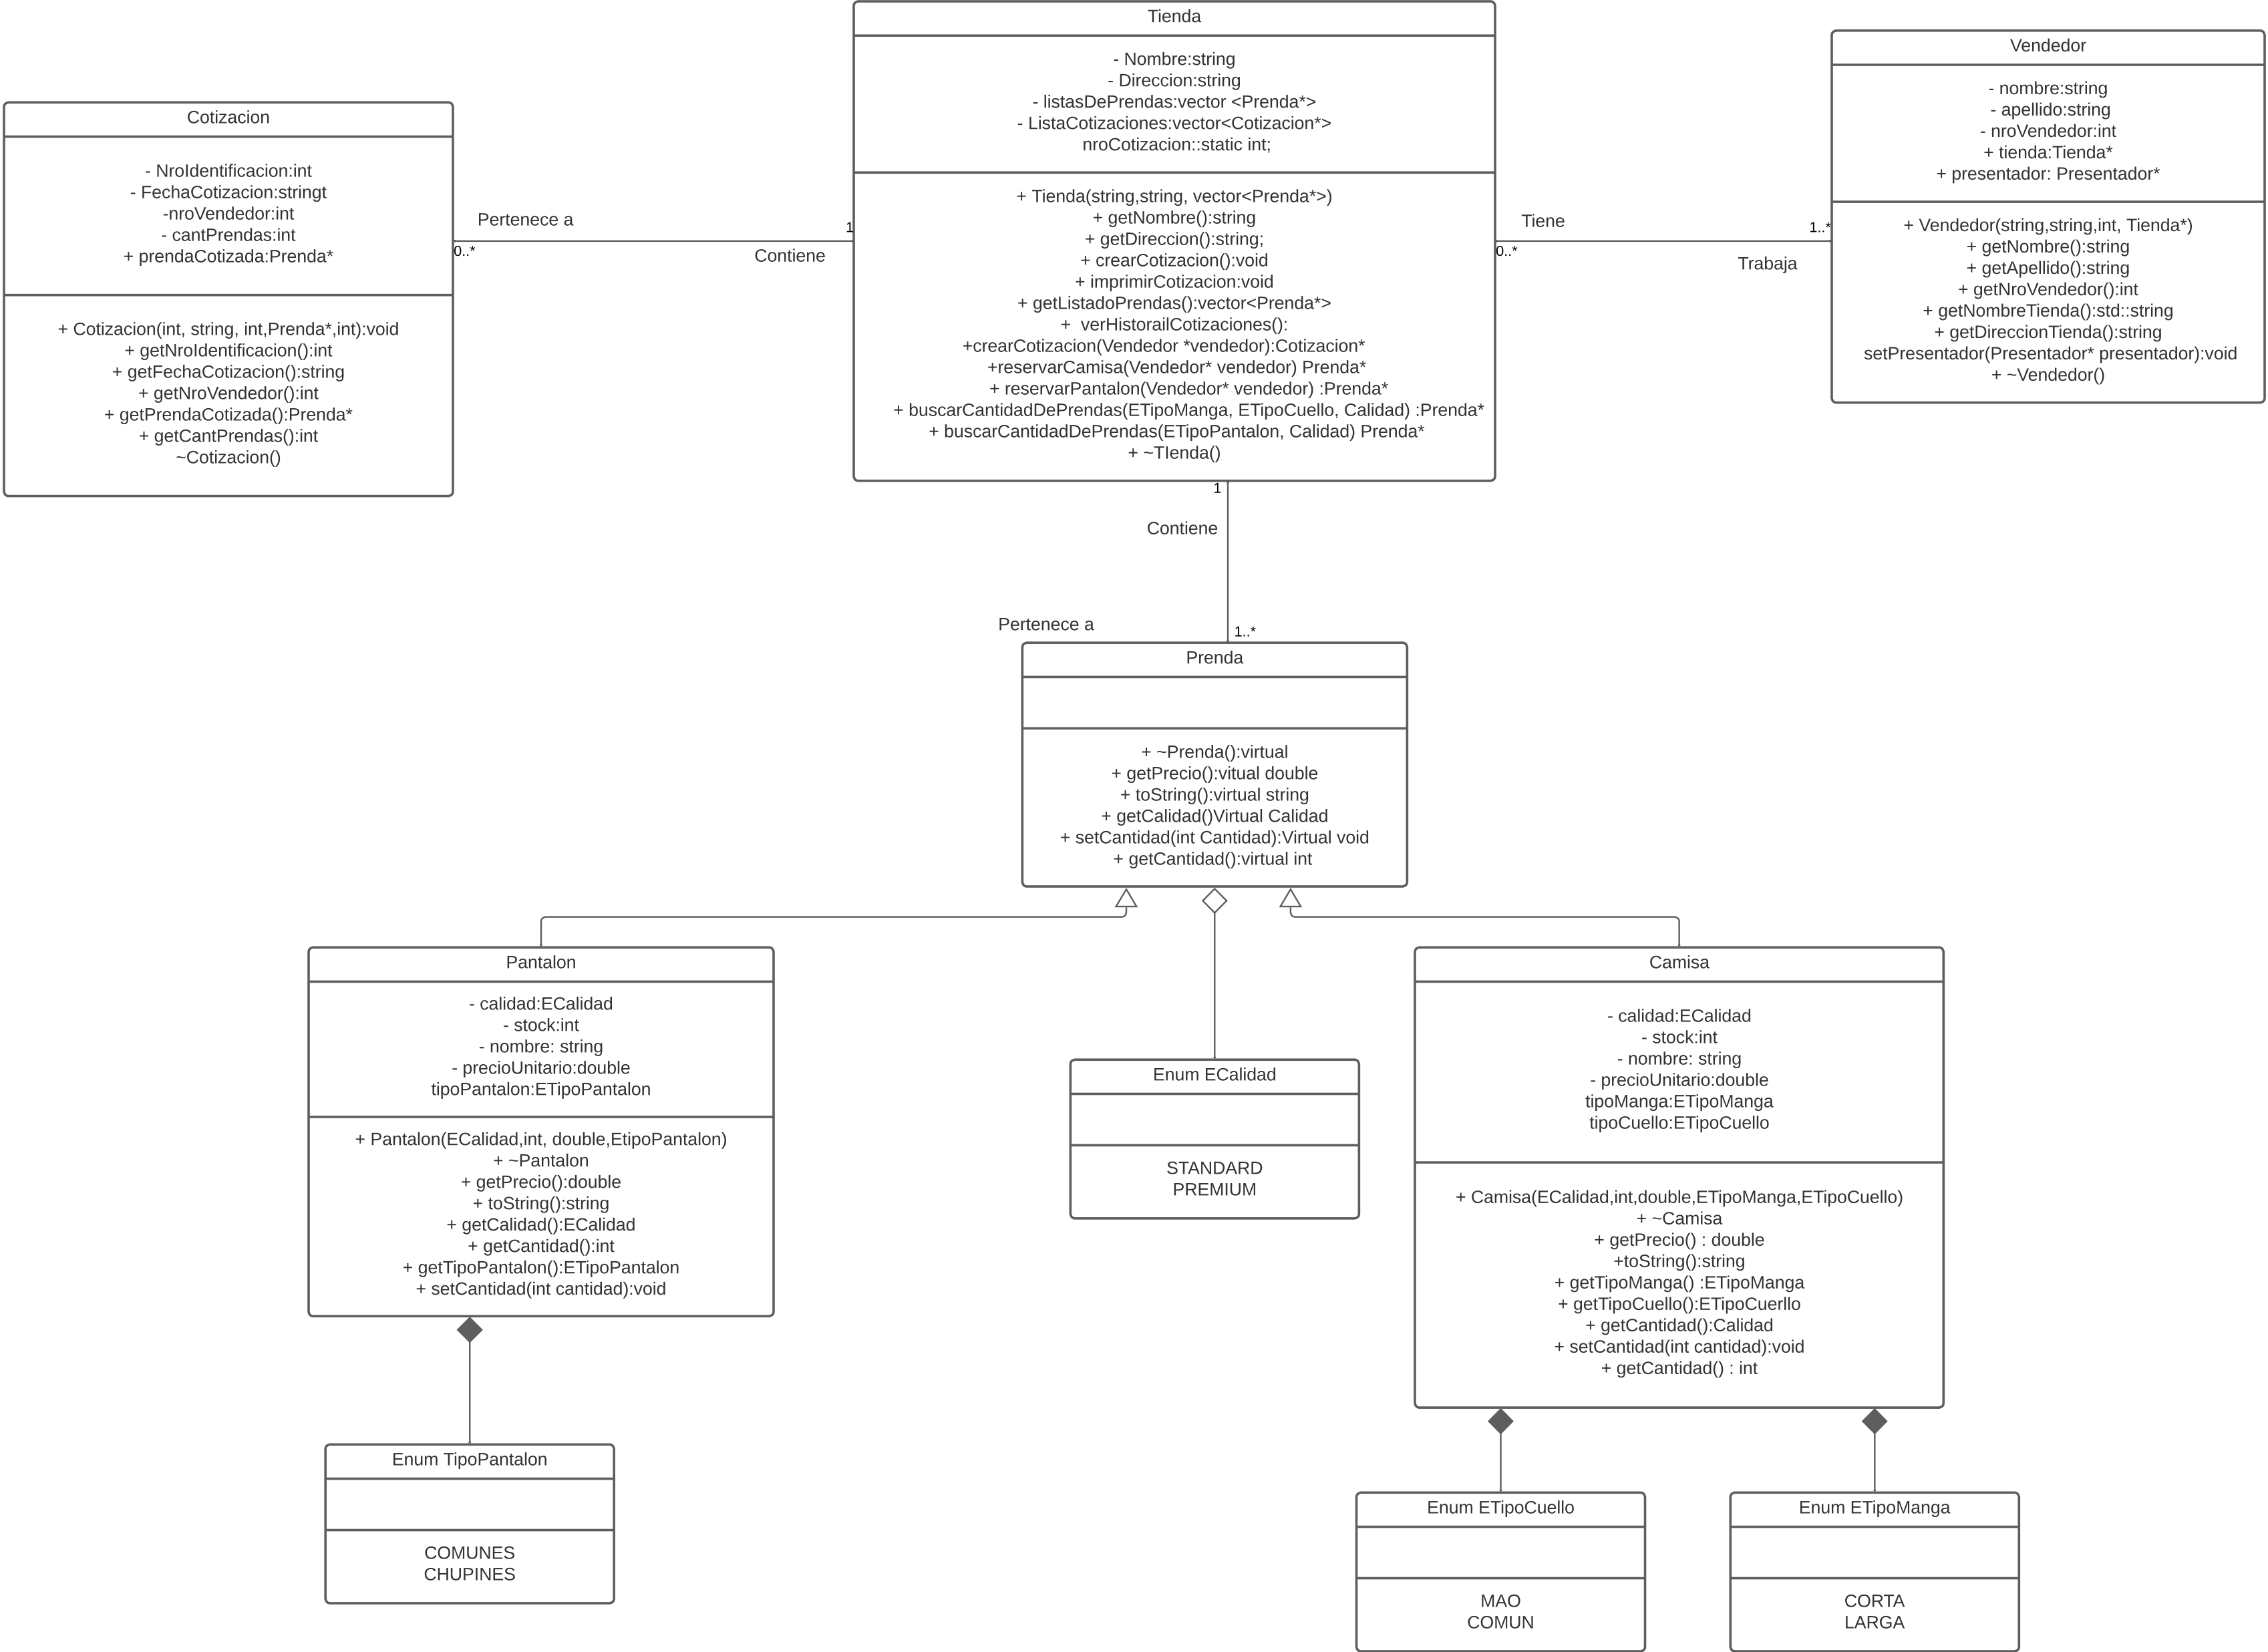 Cotizacion
- NroIdentificacion:int
- FechaCotizacion:stringt
-nroVendedor:int
- cantPrendas:int
+ prendaCotizada:Prenda*
+ Cotizacion(int, string, int,Prenda*,int):void
+ getNroIdentificacion():int
+ getFechaCotizacion():string
+ getNroVendedor():int
+ getPrendaCotizada():Prenda*
+ getCantPrendas():int
~Cotizacion()
Pertenece a
0..*
1
Contiene
Tienda
- Nombre:string
- Direccion:string
- listasDePrendas:vector <Prenda*>
- ListaCotizaciones:vector<Cotizacion*>
nroCotizacion::static int;
+ Tienda(string,string, vector<Prenda*>)
+ getNombre():string
+ getDireccion():string;
+ crearCotizacion():void
+ imprimirCotizacion:void
+ getListadoPrendas():vector<Prenda*>
+  verHistorailCotizaciones():
+crearCotizacion(Vendedor *vendedor):Cotizacion*
+reservarCamisa(Vendedor* vendedor) Prenda*
+ reservarPantalon(Vendedor* vendedor) :Prenda*
+ buscarCantidadDePrendas(ETipoManga, ETipoCuello, Calidad) :Prenda*
+ buscarCantidadDePrendas(ETipoPantalon, Calidad) Prenda*
+ ~TIenda()
Tiene
0..*
1..*
Trabaja
Vendedor
- nombre:string
- apellido:string
- nroVendedor:int
+ tienda:Tienda*
+ presentador: Presentador*
+ Vendedor(string,string,int, Tienda*)
+ getNombre():string
+ getApellido():string
+ getNroVendedor():int
+ getNombreTienda():std::string
+ getDireccionTienda():string
setPresentador(Presentador* presentador):void
+ ~Vendedor()
1
Contiene
Pertenece a
1..*
Prenda
+ ~Prenda():virtual
+ getPrecio():vitual double
+ toString():virtual string
+ getCalidad()Virtual Calidad
+ setCantidad(int Cantidad):Virtual void
+ getCantidad():virtual int
Pantalon
- calidad:ECalidad
- stock:int
- nombre: string
- precioUnitario:double
tipoPantalon:ETipoPantalon
+ Pantalon(ECalidad,int, double,EtipoPantalon)
+ ~Pantalon
+ getPrecio():double
+ toString():string
+ getCalidad():ECalidad
+ getCantidad():int
+ getTipoPantalon():ETipoPantalon
+ setCantidad(int cantidad):void
Enum ECalidad
STANDARD
PREMIUM
Camisa
- calidad:ECalidad
- stock:int
- nombre: string
- precioUnitario:double
tipoManga:ETipoManga
tipoCuello:ETipoCuello
+ Camisa(ECalidad,int,double,ETipoManga,ETipoCuello)
+ ~Camisa
+ getPrecio() : double
+toString():string
+ getTipoManga() :ETipoManga
+ getTipoCuello():ETipoCuerllo
+ getCantidad():Calidad
+ setCantidad(int cantidad):void
+ getCantidad() : int
Enum TipoPantalon
COMUNES
CHUPINES
Enum ETipoCuello
MAO
COMUN
Enum ETipoManga
CORTA
LARGA